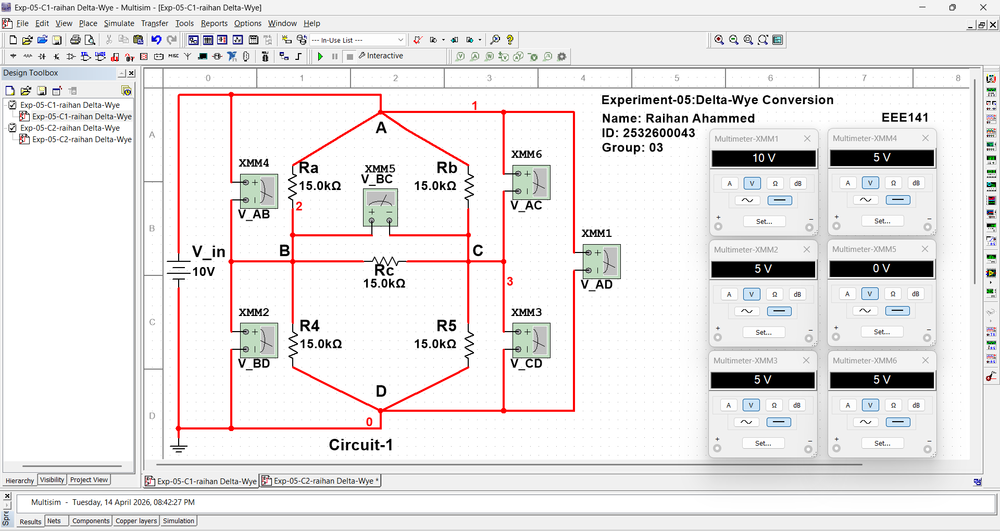 Exp-05-C1-raihan Delta-Wye - Multisim - [Exp-05-C1-raihan Delta-Wye]
File Edit View Place Simulate Transfer Tools Reports Options Window Help
--- In-Use List ---
MISC
Interactive
Design Toolbox
Exp-05-C1-raihan Delta-Wye
Exp-05-C1-raihan Delta-Wye
Exp-05-C2-raihan Delta-Wye
Exp-05-C2-raihan Delta-Wye
Hierarchy Visibility Project View
0 1 2 3 4 5 6 7 8
A
B
C
D
Experiment-05:Delta-Wye Conversion
Name: Raihan Ahammed
EEE141
ID: 2532600043
Group: 03
1
A
XMM4
V_AB
Ra
15.0kΩ
2
XMM5
V_BC
Rb
15.0kΩ
XMM6
V_AC
XMM1
V_AD
V_in
10V
B
C
Rc
15.0kΩ
3
XMM2
V_BD
R4
15.0kΩ
R5
15.0kΩ
XMM3
V_CD
D
0
Circuit-1
Multimeter-XMM1
10 V
A V Ω dB
+ Set... −
Multimeter-XMM4
5 V
A V Ω dB
+ Set... −
Multimeter-XMM2
5 V
A V Ω dB
+ Set... −
Multimeter-XMM5
0 V
A V Ω dB
+ Set... −
Multimeter-XMM3
5 V
A V Ω dB
+ Set... −
Multimeter-XMM6
5 V
A V Ω dB
+ Set... −
Exp-05-C1-raihan Delta-Wye Exp-05-C2-raihan Delta-Wye *
Multisim - Tuesday, 14 April 2026, 08:42:27 PM
Spre
Results Nets Components Copper layers Simulation